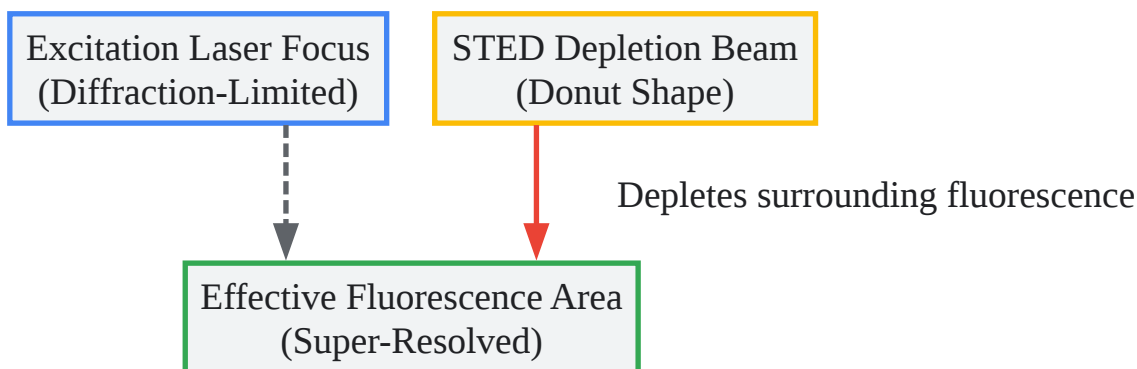 Excitation Laser Focus
(Diffraction-Limited)
STED Depletion Beam
(Donut Shape)
Depletes surrounding fluorescence
Effective Fluorescence Area
(Super-Resolved)